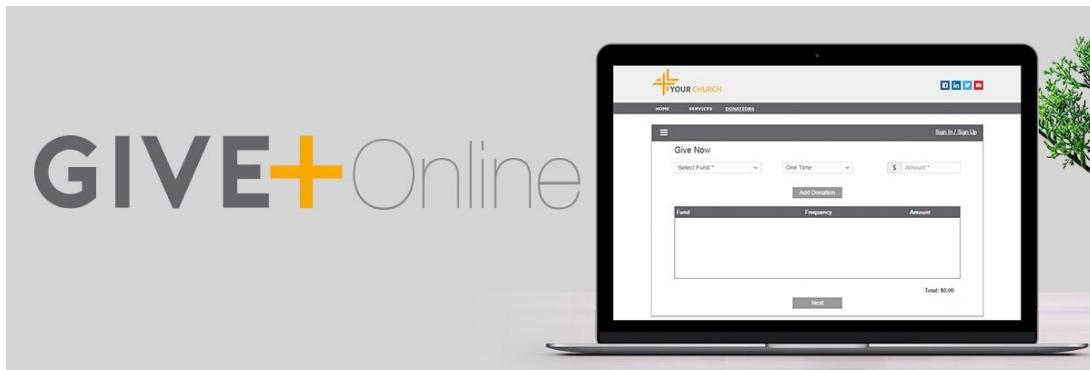 GIVE+Online
YOUR CHURCH
HOME SERVICES DONATIONS
Sign In / Sign Up
Give Now
Select Fund * One Time $ Amount *
Add Donation
Fund Frequency Amount
Total: $0.00
Next